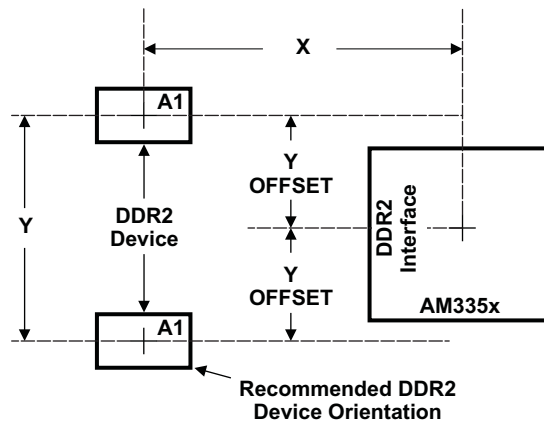 X
A1
Y
OFFSET
Y
DDR2
Device
DDR2
Interface
Y
OFFSET
A1
AM335x
Recommended DDR2
Device Orientation